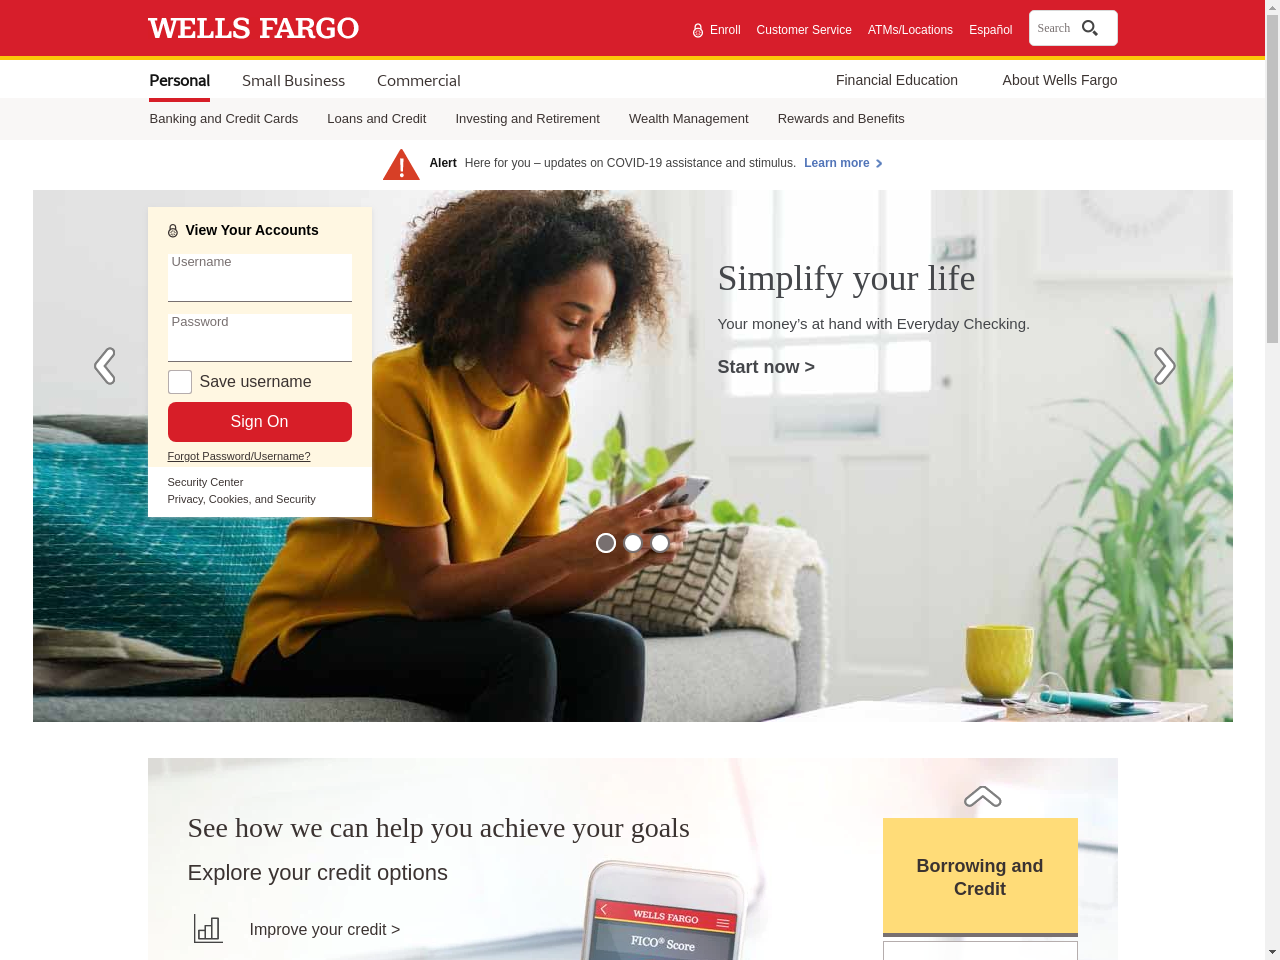 WELLS FARGO
Enroll
Customer Service
ATMs/Locations
Español
Search
Personal
Small Business
Commercial
Financial Education
About Wells Fargo
Banking and Credit Cards
Loans and Credit
Investing and Retirement
Wealth Management
Rewards and Benefits
Alert Here for you – updates on COVID-19 assistance and stimulus. Learn more
View Your Accounts
Username
Password
Save username
Sign On
Forgot Password/Username?
Security Center
Privacy, Cookies, and Security
Simplify your life
Your money’s at hand with Everyday Checking.
Start now >
See how we can help you achieve your goals
Explore your credit options
Improve your credit >
WELLS FARGO
FICO® Score
Borrowing and
Credit